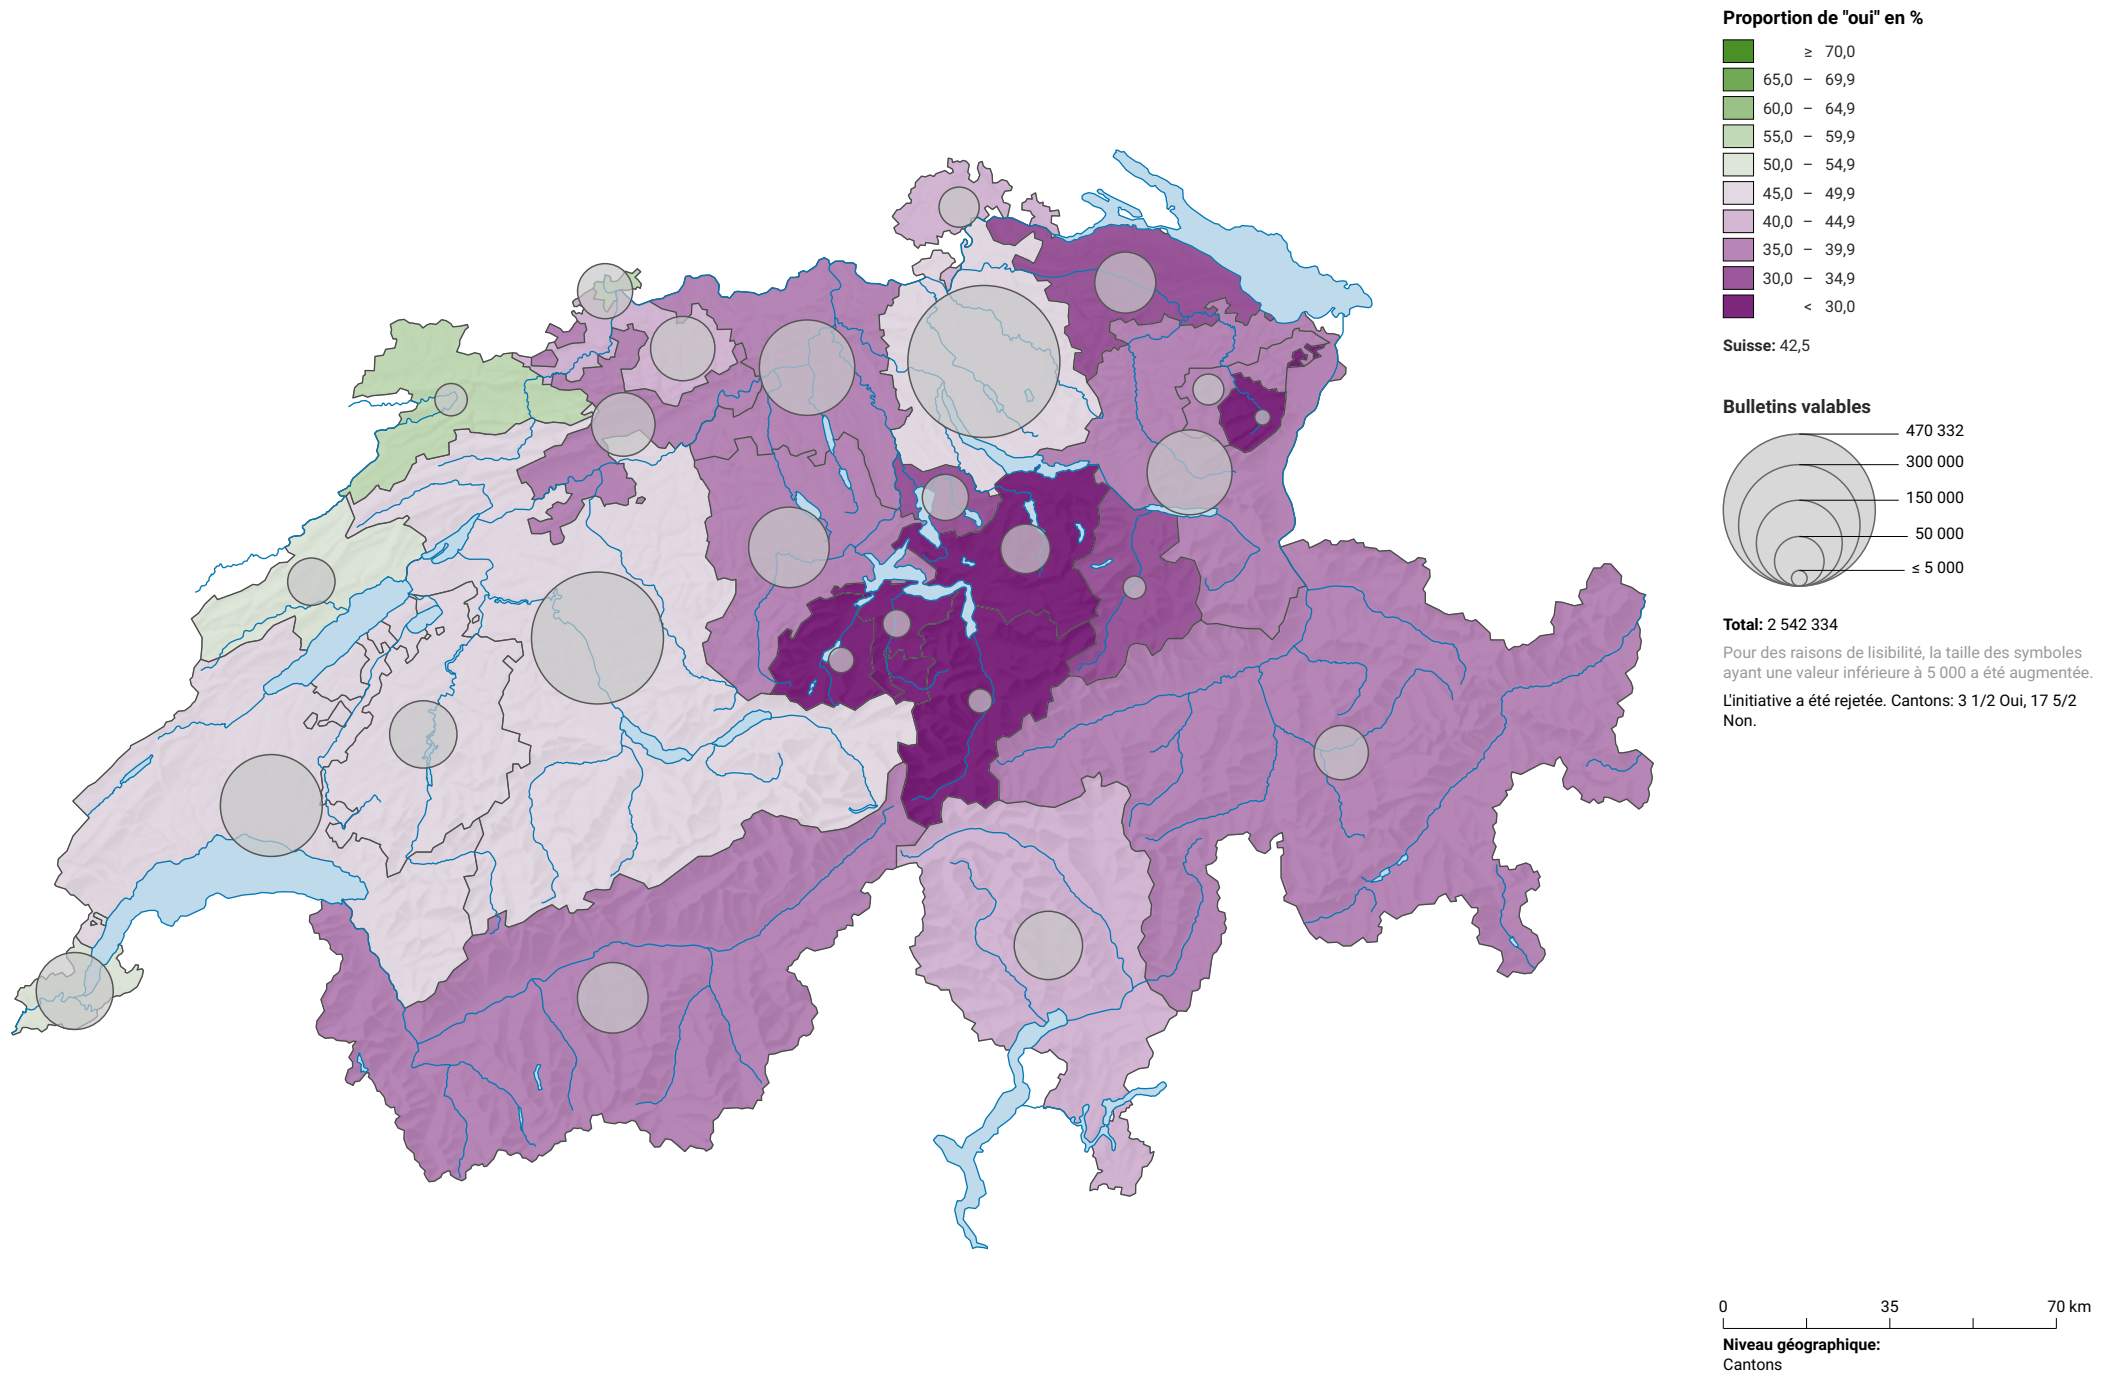 Proportion de "oui" en %
≥ 70,0
65,0 – 69,9
60,0 – 64,9
55,0 – 59,9
50,0 – 54,9
45,0 – 49,9
40,0 – 44,9
35,0 – 39,9
30,0 – 34,9
< 30,0
Suisse: 42,5
Bulletins valables
470 332
300 000
150 000
50 000
≤ 5 000
Total: 2 542 334
Pour des raisons de lisibilité, la taille des symboles
ayant une valeur inférieure à 5 000 a été augmentée.
L'initiative a été rejetée. Cantons: 3 1/2 Oui, 17 5/2
Non.
0 35 70 km
Niveau géographique:
Cantons